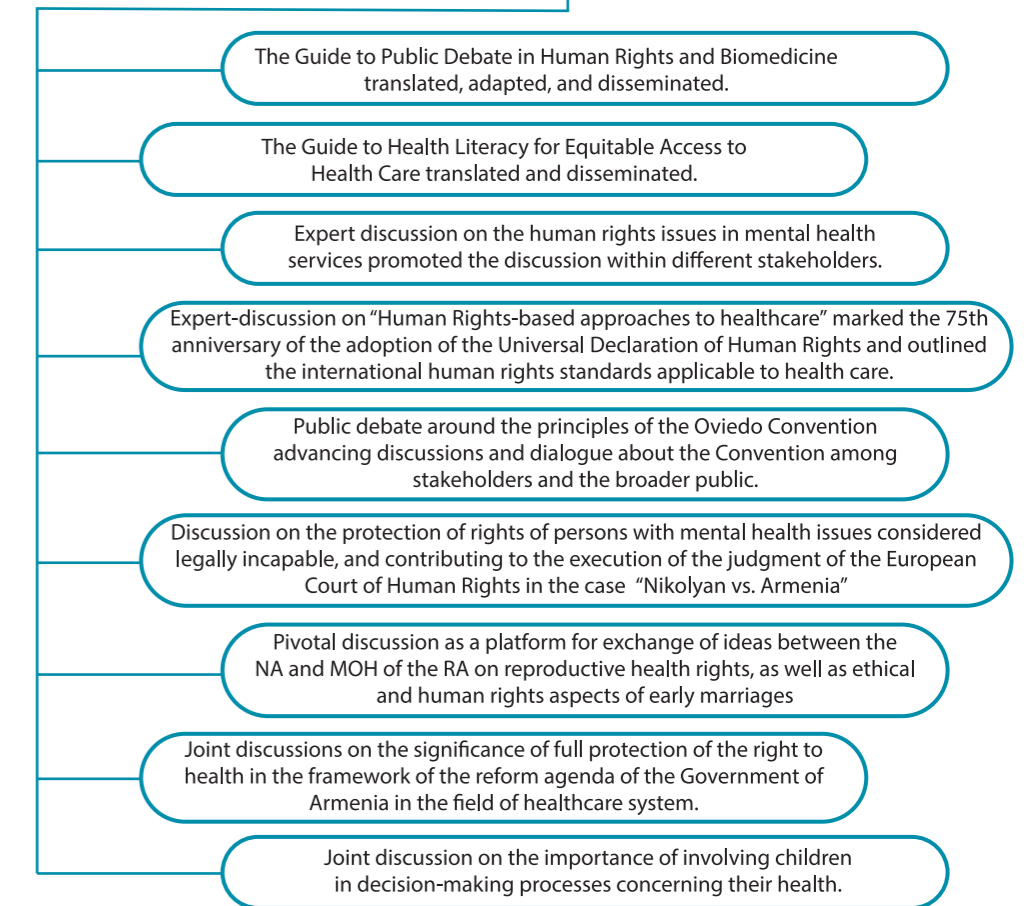 The Guide to Public Debate in Human Rights and Biomedicine
translated, adapted, and disseminated.
The Guide to Health Literacy for Equitable Access to
Health Care translated and disseminated.
Expert discussion on the human rights issues in mental health
services promoted the discussion within different stakeholders.
Expert-discussion on “Human Rights-based approaches to healthcare” marked the 75th
anniversary of the adoption of the Universal Declaration of Human Rights and outlined
the international human rights standards applicable to health care.
Public debate around the principles of the Oviedo Convention
advancing discussions and dialogue about the Convention among
stakeholders and the broader public.
Discussion on the protection of rights of persons with mental health issues considered
legally incapable, and contributing to the execution of the judgment of the European
Court of Human Rights in the case “Nikolyan vs. Armenia”
Pivotal discussion as a platform for exchange of ideas between the
NA and MOH of the RA on reproductive health rights, as well as ethical
and human rights aspects of early marriages
Joint discussions on the significance of full protection of the right to
health in the framework of the reform agenda of the Government of
Armenia in the field of healthcare system.
Joint discussion on the importance of involving children
in decision-making processes concerning their health.